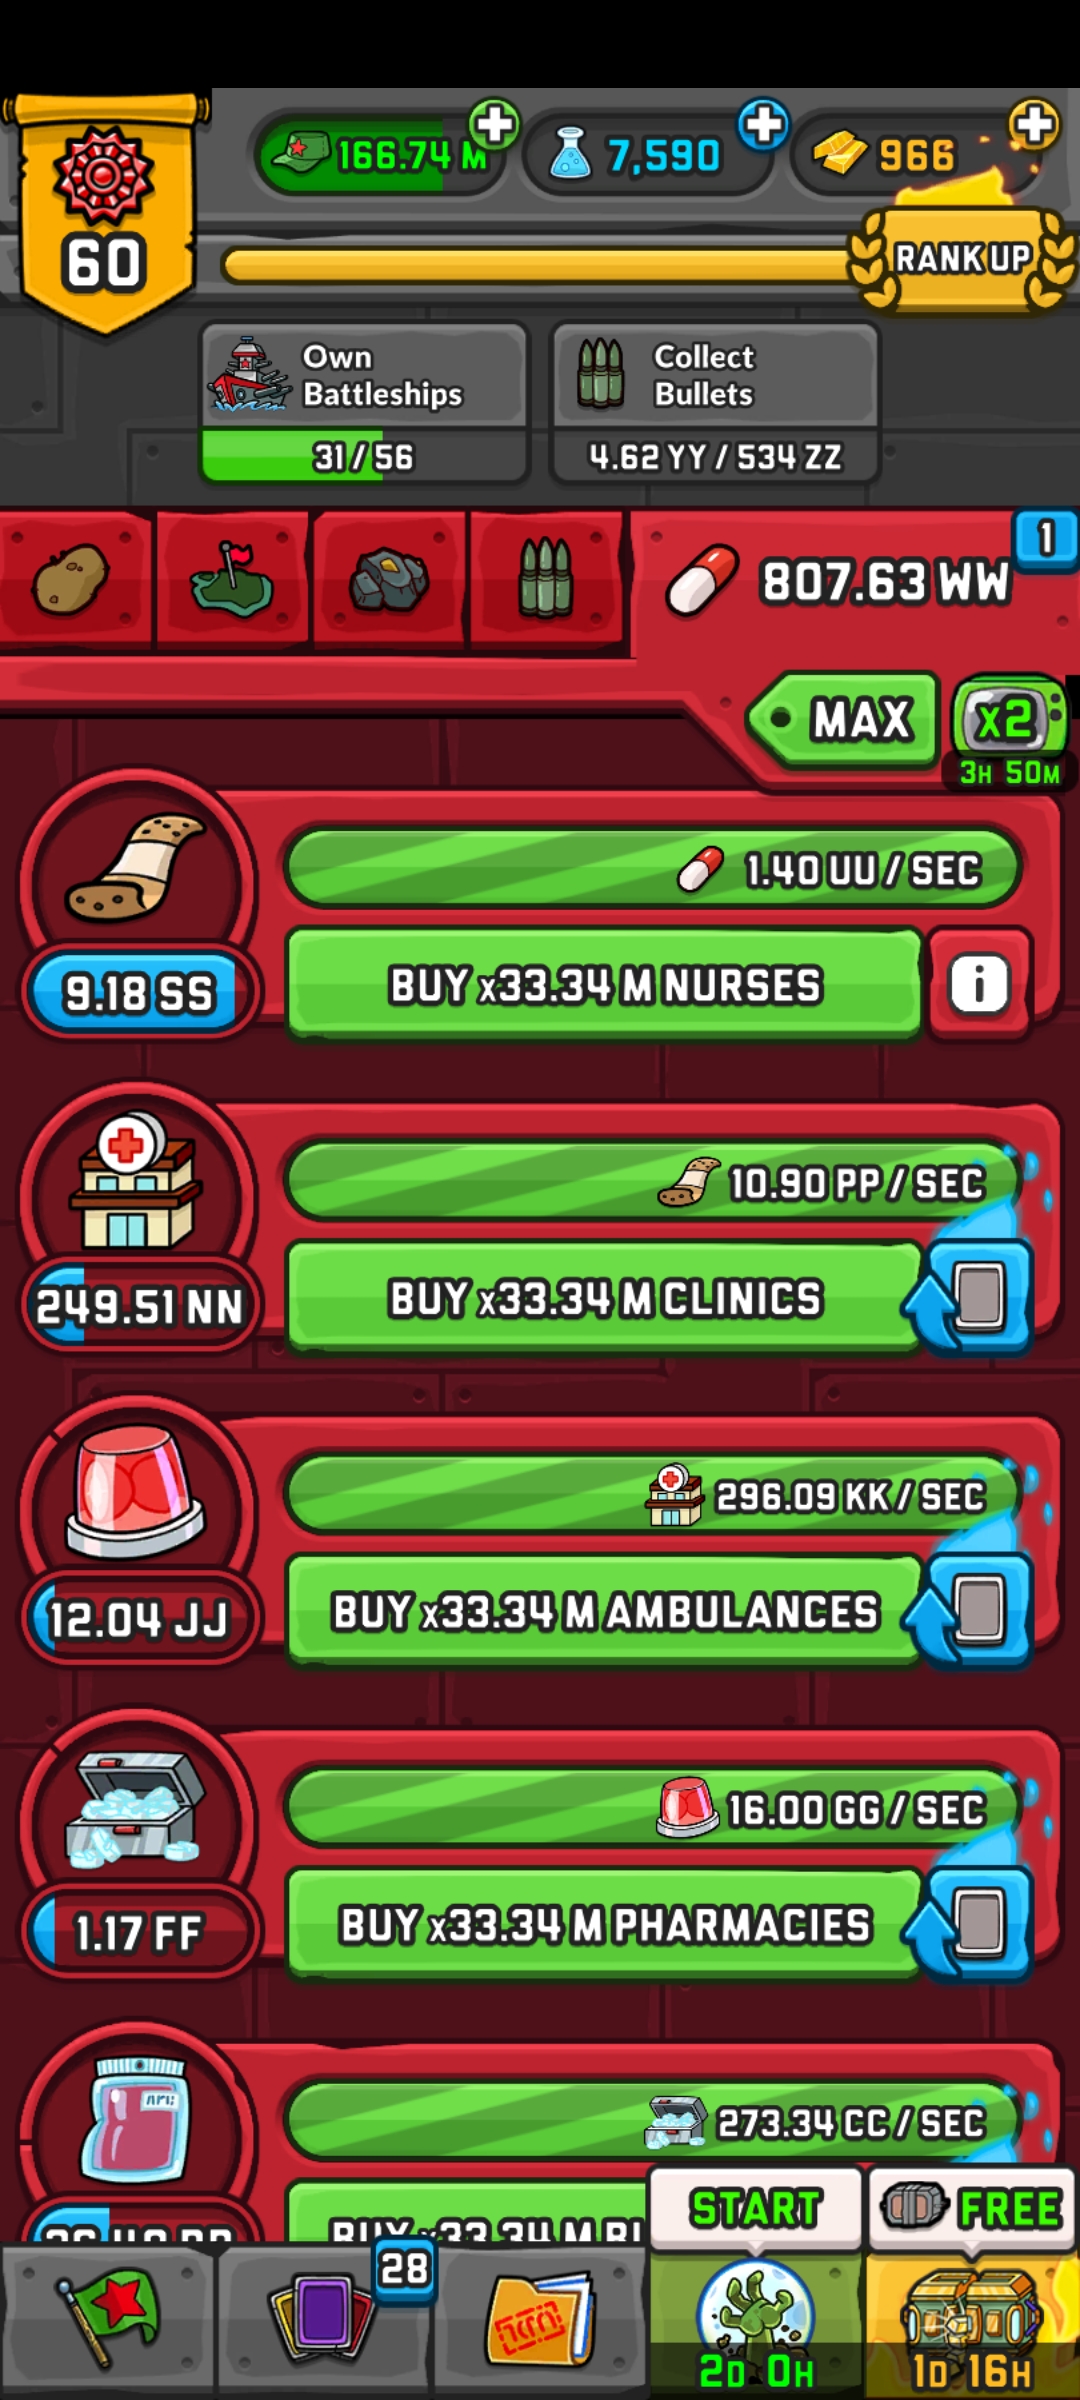 166.74 M
7,590
966
60
RANK UP
Own
Battleships
31 / 56
Collect
Bullets
4.62 YY / 534 ZZ
807.63 WW
1
MAX
x2
3H 50M
1.40 UU / SEC
9.18 SS
BUY x33.34 M NURSES
i
10.90 PP / SEC
249.51 NN
BUY x33.34 M CLINICS
296.09 KK / SEC
12.04 JJ
BUY x33.34 M AMBULANCES
16.00 GG / SEC
1.17 FF
BUY x33.34 M PHARMACIES
273.34 CC / SEC
BUY x33.34 M
START
FREE
28
2D 0H
1D 16H